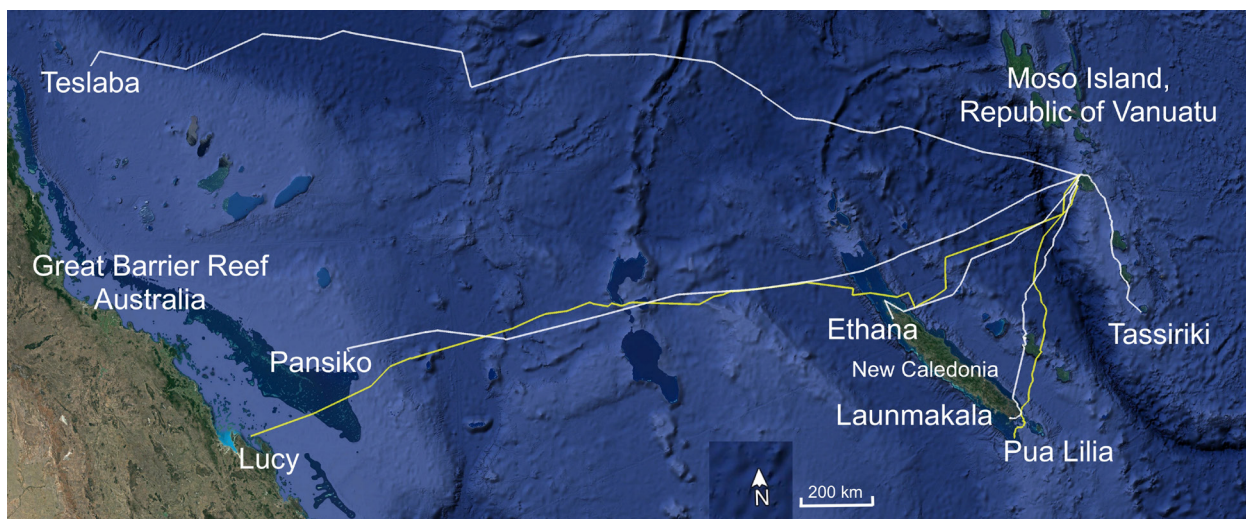 Teslaba
Moso Island,
Republic of Vanuatu
Great Barrier Reef
Australia
Pansiko
Lucy
Ethana
New Caledonia
Launmakala
Pua Lilia
Tassiriki
N
200 km